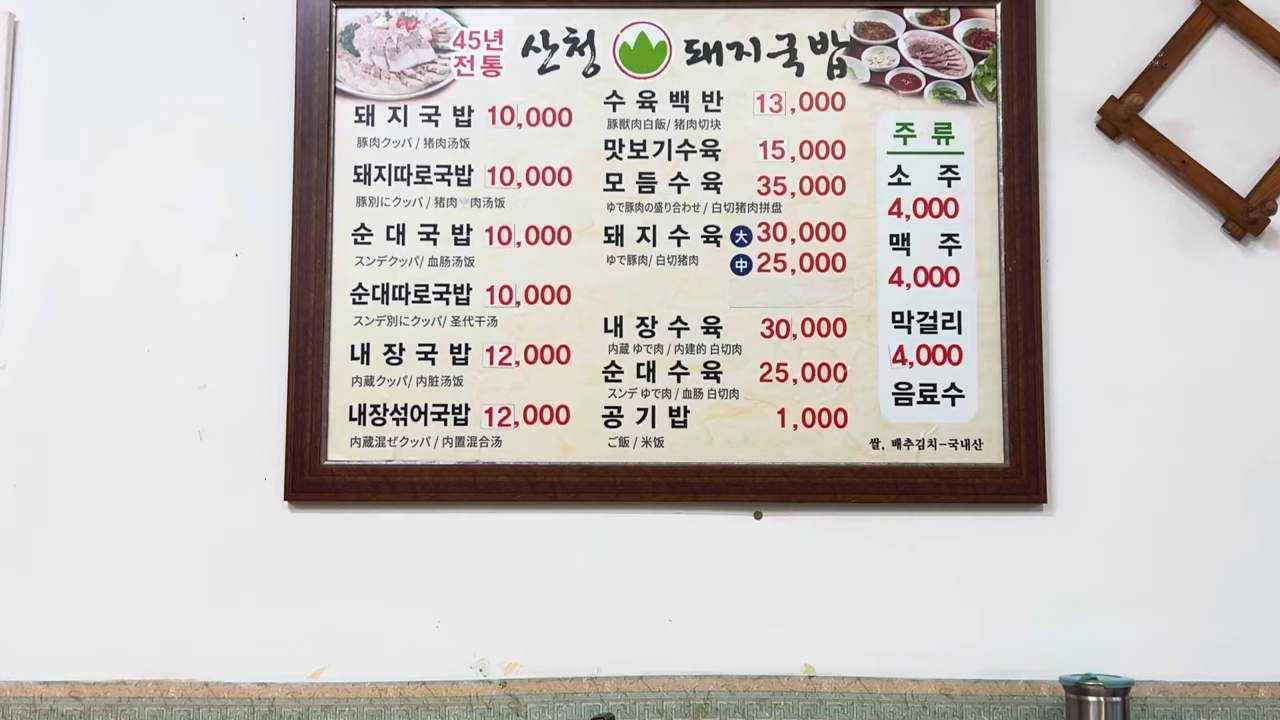 45년
전통
산청 돼지국밥
돼지국밥 10,000
豚肉クッパ / 猪肉汤饭
돼지따로국밥 10,000
豚別にクッパ / 猪肉 肉汤饭
순대국밥 10,000
スンデクッパ / 血肠汤饭
순대따로국밥 10,000
スンデ別にクッパ / 圣代干汤
내장국밥 12,000
内蔵クッパ / 内脏汤饭
내장섞어국밥 12,000
内蔵混ぜクッパ / 内置混合汤
수육백반 13,000
豚獣肉白飯 / 猪肉切块
맛보기수육 15,000
모듬수육 35,000
ゆで豚肉の盛り合わせ / 白切猪肉拼盘
돼지수육 大 30,000
ゆで豚肉 / 白切猪肉
中 25,000
내장수육 30,000
内蔵 ゆで肉 / 内建的 白切肉
순대수육 25,000
スンデ ゆで肉 / 血肠 白切肉
공기밥 1,000
ご飯 / 米饭
주류
소주
4,000
맥주
4,000
막걸리
4,000
음료수
쌀, 배추김치-국내산